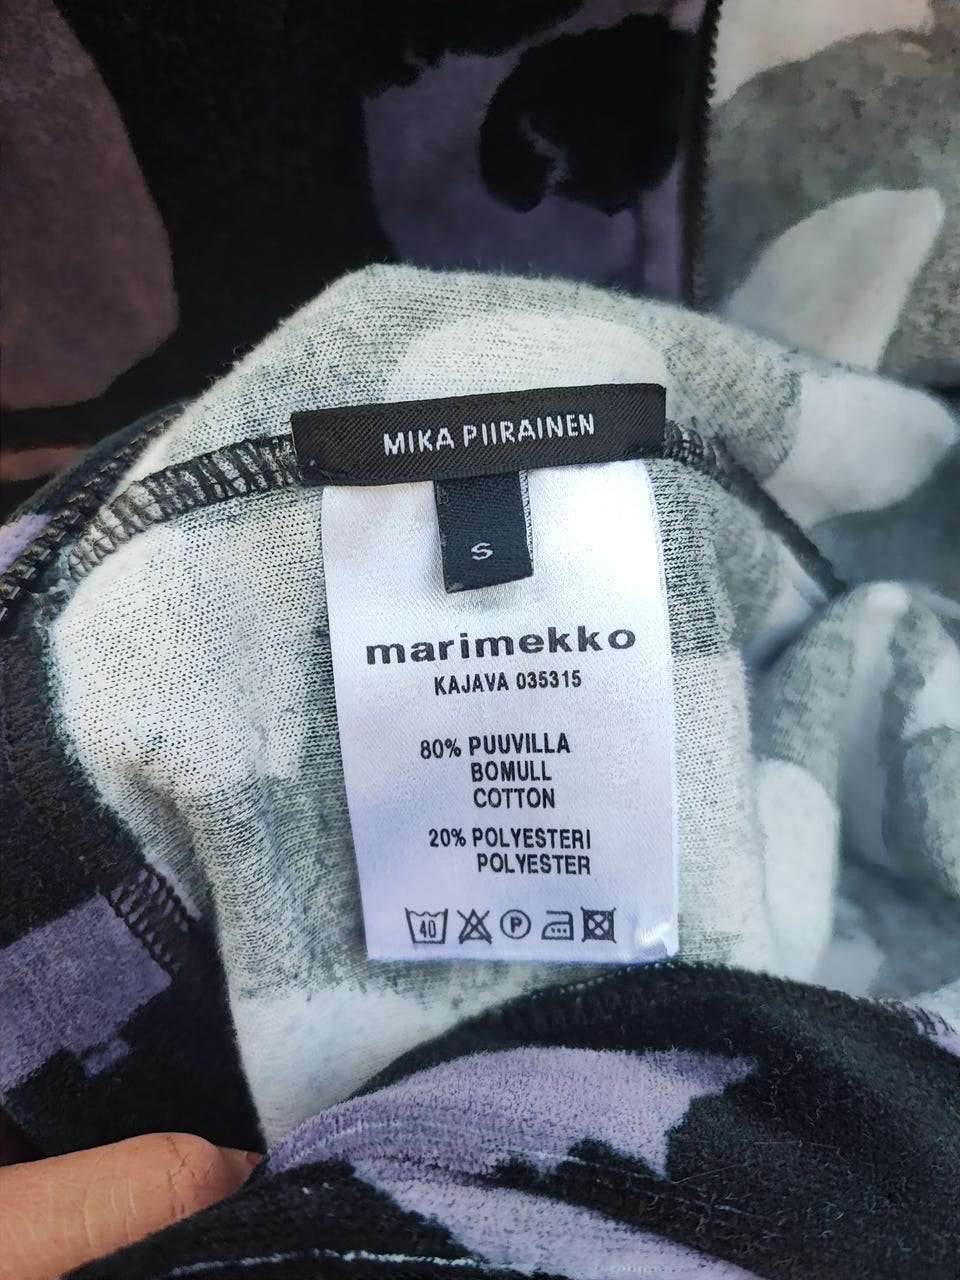 MIKA PIIRAINEN
S
marimekko
KAJAVA 035315
80% PUUVILLA
BOMULL
COTTON
20% POLYESTERI
POLYESTER
40 P